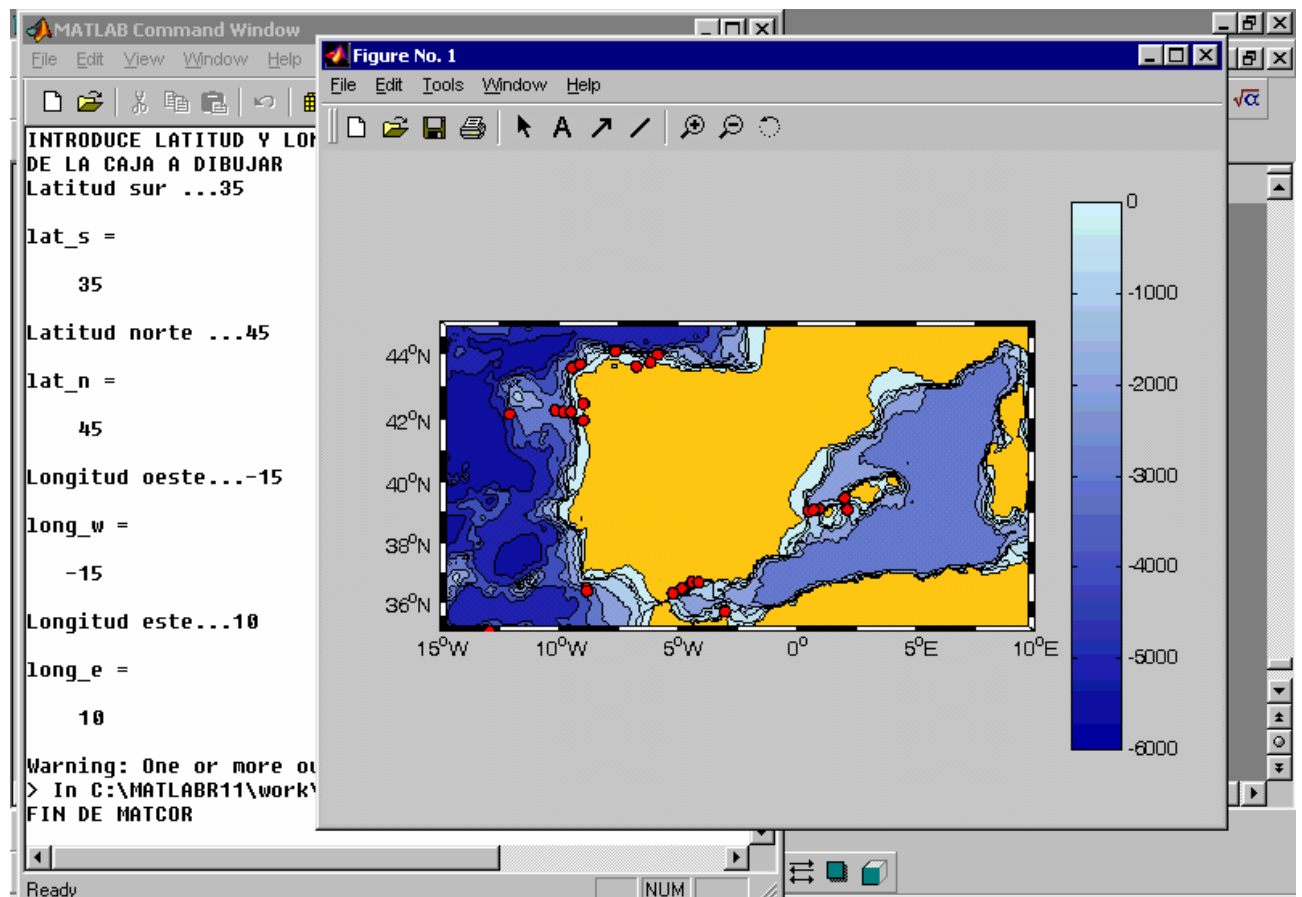 MATLAB Command Window
File Edit View Window Help
INTRODUCE LATITUD Y
DE LA CAJA A DIBUJAR
Latitud sur ...35
lat_s =
35
Latitud norte ...45
lat_n =
45
Longitud oeste...-15
long_w =
-15
Longitud este...10
long_e =
10
Warning: One or more
> In C:\MATLABR11\work\
FIN DE MATCOR
Ready
NUM
Figure No. 1
File Edit Tools Window Help
A
44°N
42°N
40°N
38°N
36°N
15°W 10°W 5°W 0° 5°E 10°E
0
-1000
-2000
-3000
-4000
-5000
-6000
√α